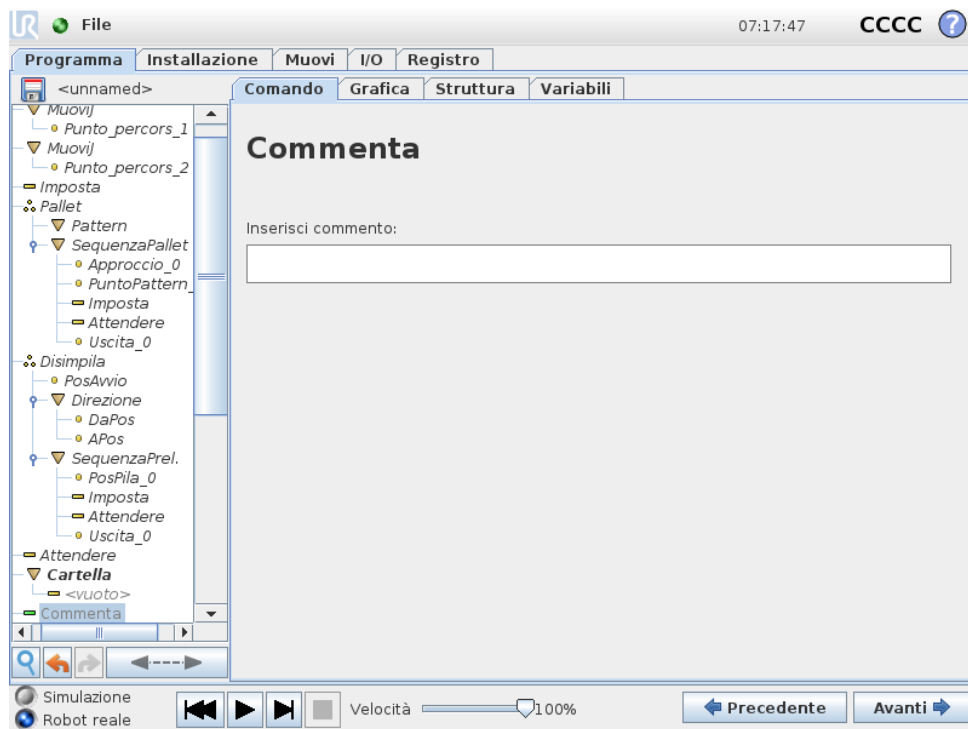 UR File 07:17:47 CCCC ?
Programma Installazione Muovi I/O Registro
<unnamed>
Comando Grafica Struttura Variabili
MuoviJ
Punto_percors_1
MuoviJ
Punto_percors_2
Imposta
Pallet
Pattern
SequenzaPallet
Approccio_0
PuntoPattern_
Imposta
Attendere
Uscita_0
Disimpila
PosAvvio
Direzione
DaPos
APos
SequenzaPrel.
PosPila_0
Imposta
Attendere
Uscita_0
Attendere
Cartella
<vuoto>
Commenta
Commenta
Inserisci commento:
Simulazione
Robot reale
Velocità 100%
Precedente Avanti